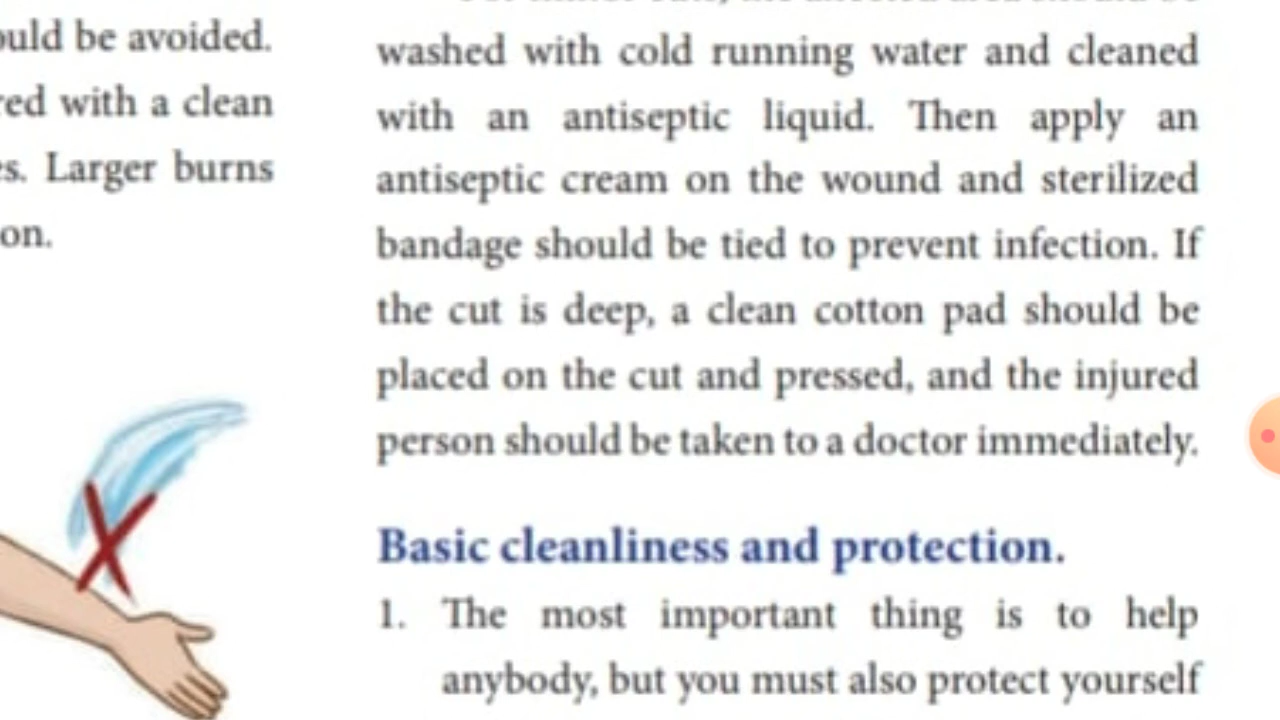 ould be avoided.
red with a clean
es. Larger burns
on.
washed with cold running water and cleaned
with an antiseptic liquid. Then apply an
antiseptic cream on the wound and sterilized
bandage should be tied to prevent infection. If
the cut is deep, a clean cotton pad should be
placed on the cut and pressed, and the injured
person should be taken to a doctor immediately.
Basic cleanliness and protection.
1. The most important thing is to help
anybody, but you must also protect yourself